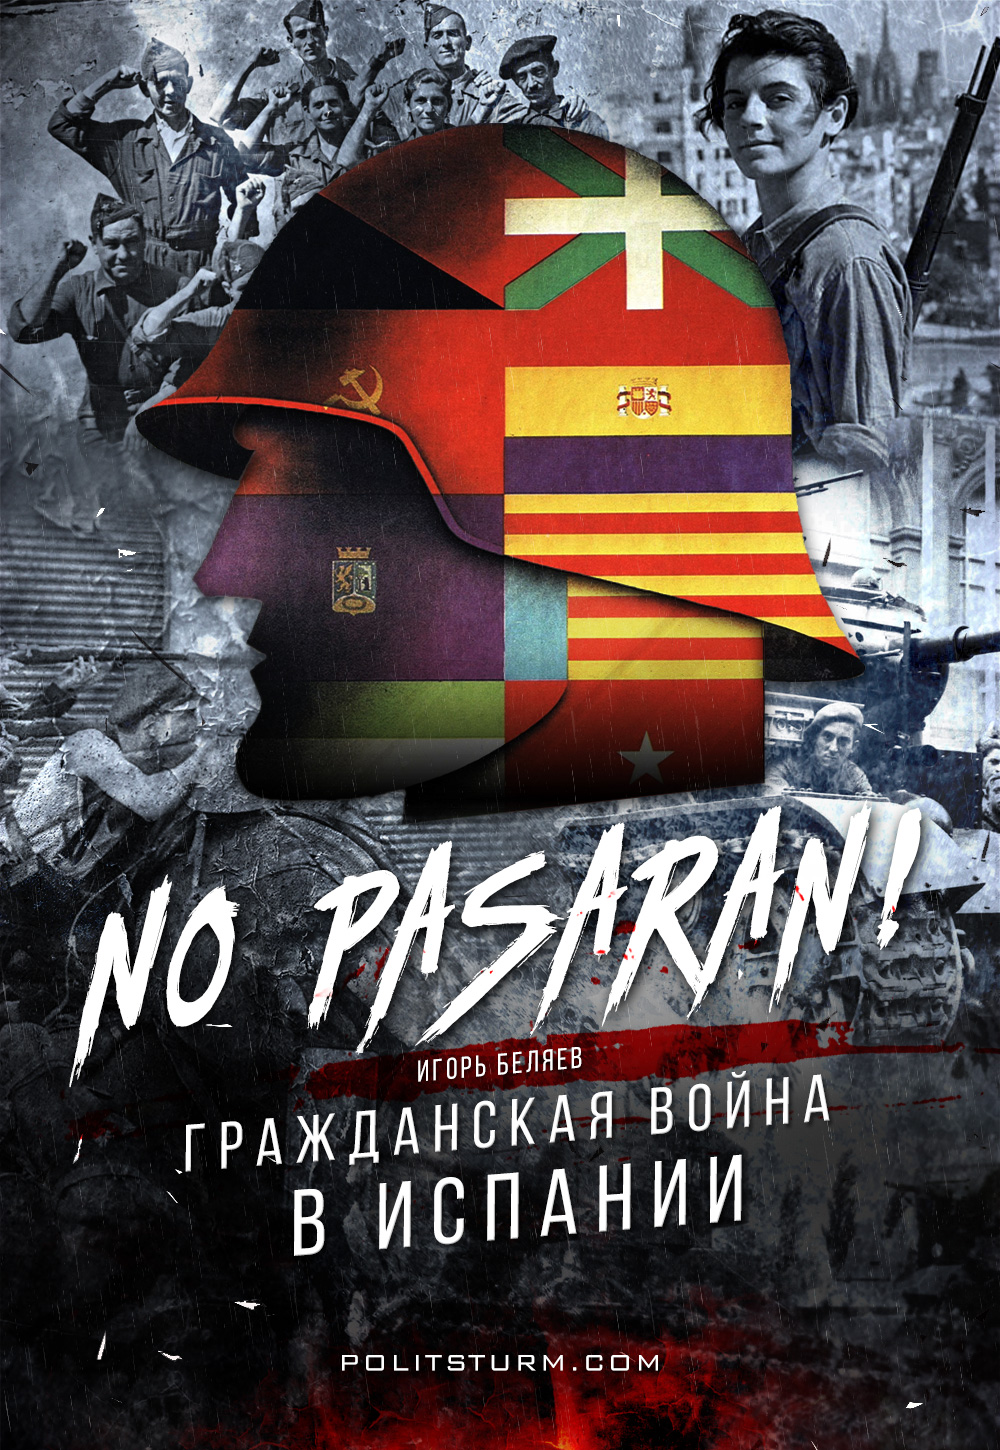 NO PASARAN!
ИГОРЬ БЕЛЯЕВ
ГРАЖДАНСКАЯ ВОЙНА
В ИСПАНИИ
POLITSTURM.COM